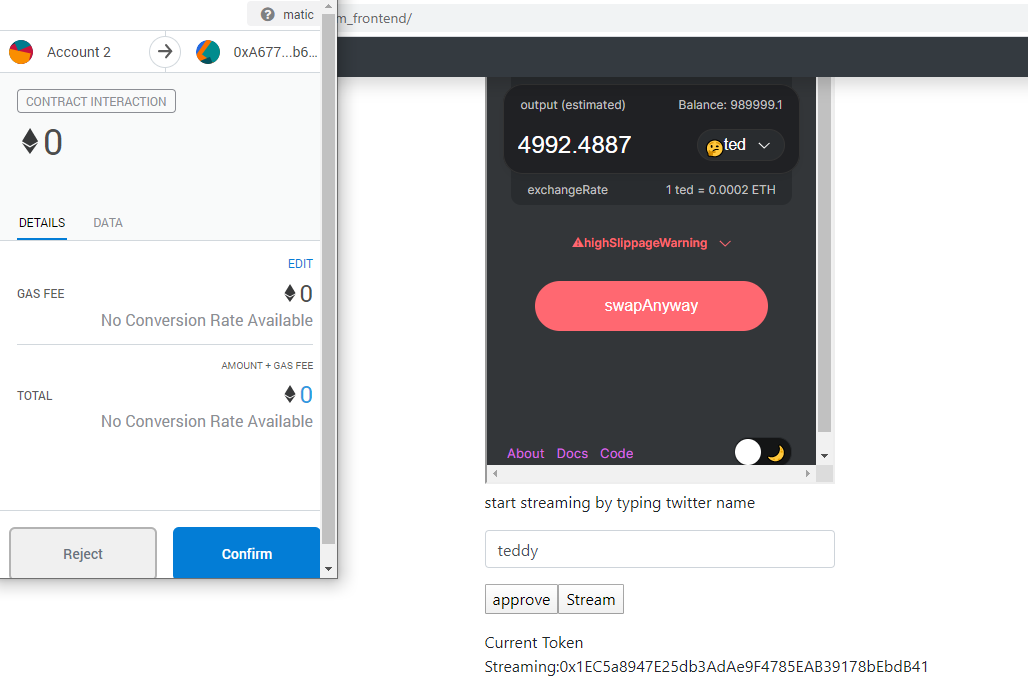 matic
m_frontend/
Account 2
0xA677...b6...
CONTRACT INTERACTION
0
DETAILS DATA
EDIT
GAS FEE 0
No Conversion Rate Available
AMOUNT + GAS FEE
TOTAL 0
No Conversion Rate Available
Reject Confirm
output (estimated) Balance: 989999.1
4992.4887 ted
exchangeRate 1 ted = 0.0002 ETH
highSlippageWarning
swapAnyway
About Docs Code
start streaming by typing twitter name
teddy
approve Stream
Current Token
Streaming:0x1EC5a8947E25db3AdAe9F4785EAB39178bEbdB41